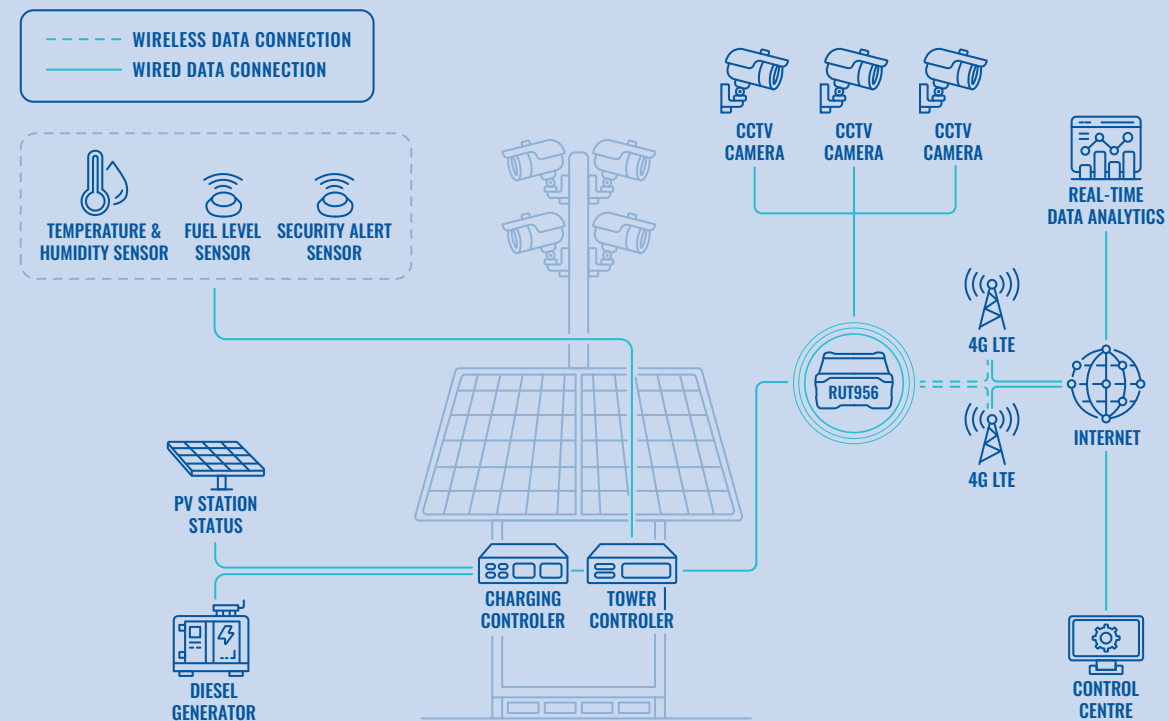 WIRELESS DATA CONNECTION
WIRED DATA CONNECTION
TEMPERATURE &
HUMIDITY SENSOR
FUEL LEVEL
SENSOR
SECURITY ALERT
SENSOR
CCTV
CAMERA
CCTV
CAMERA
CCTV
CAMERA
REAL-TIME
DATA ANALYTICS
4G LTE
RUT956
INTERNET
4G LTE
PV STATION
STATUS
CHARGING
CONTROLER
TOWER
CONTROLER
DIESEL
GENERATOR
CONTROL
CENTRE